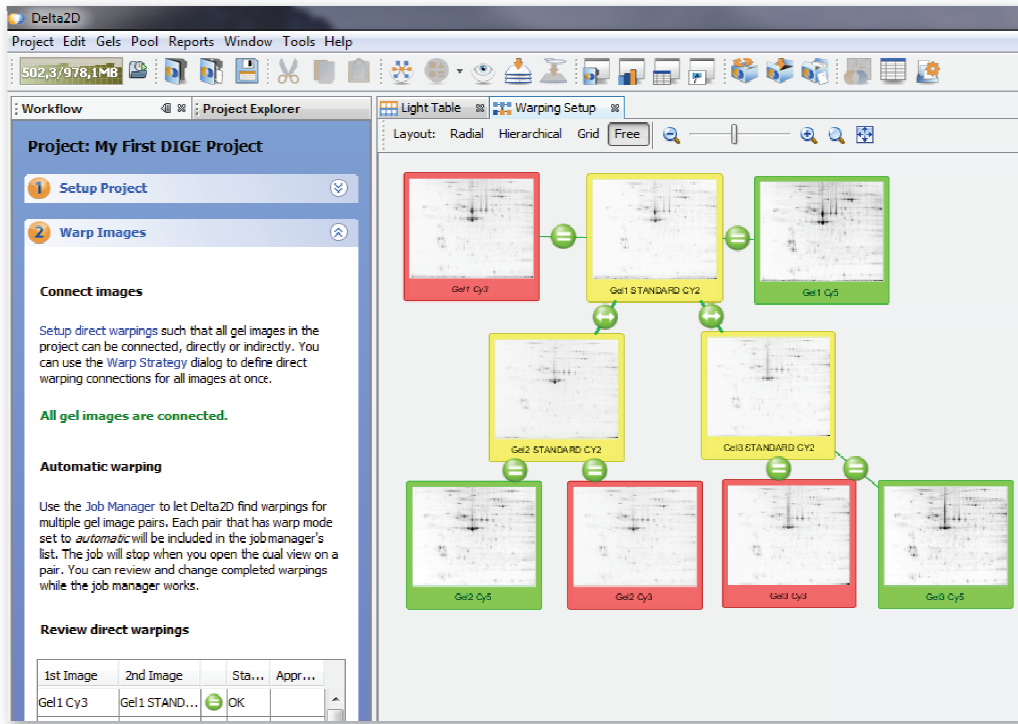 Delta2D
Project Edit Gels Pool Reports Window Tools Help
502,3/978,1MB
Workflow
Project Explorer
Light Table
Warping Setup
Layout: Radial Hierarchical Grid Free
Project: My First DIGE Project
1 Setup Project
2 Warp Images
Connect images
Setup direct warpings such that all gel images in the
project can be connected, directly or indirectly. You
can use the Warp Strategy dialog to define direct
warping connections for all images at once.
All gel images are connected.
Automatic warping
Use the Job Manager to let Delta2D find warpings for
multiple gel image pairs. Each pair that has warp mode
set to automatic will be included in the job manager's
list. The job will stop when you open the dual view on a
pair. You can review and change completed warpings
while the job manager works.
Review direct warpings
1st Image 2nd Image Sta... Appr...
Gel1 Cy3 Gel1 STAND... OK
Gel1 Cy3
Gel1 STANDARD CY2
Gel1 Cy5
Gel2 STANDARD CY2
Gel3 STANDARD CY2
Gel2 Cy5
Gel2 Cy3
Gel3 Cy3
Gel3 Cy5